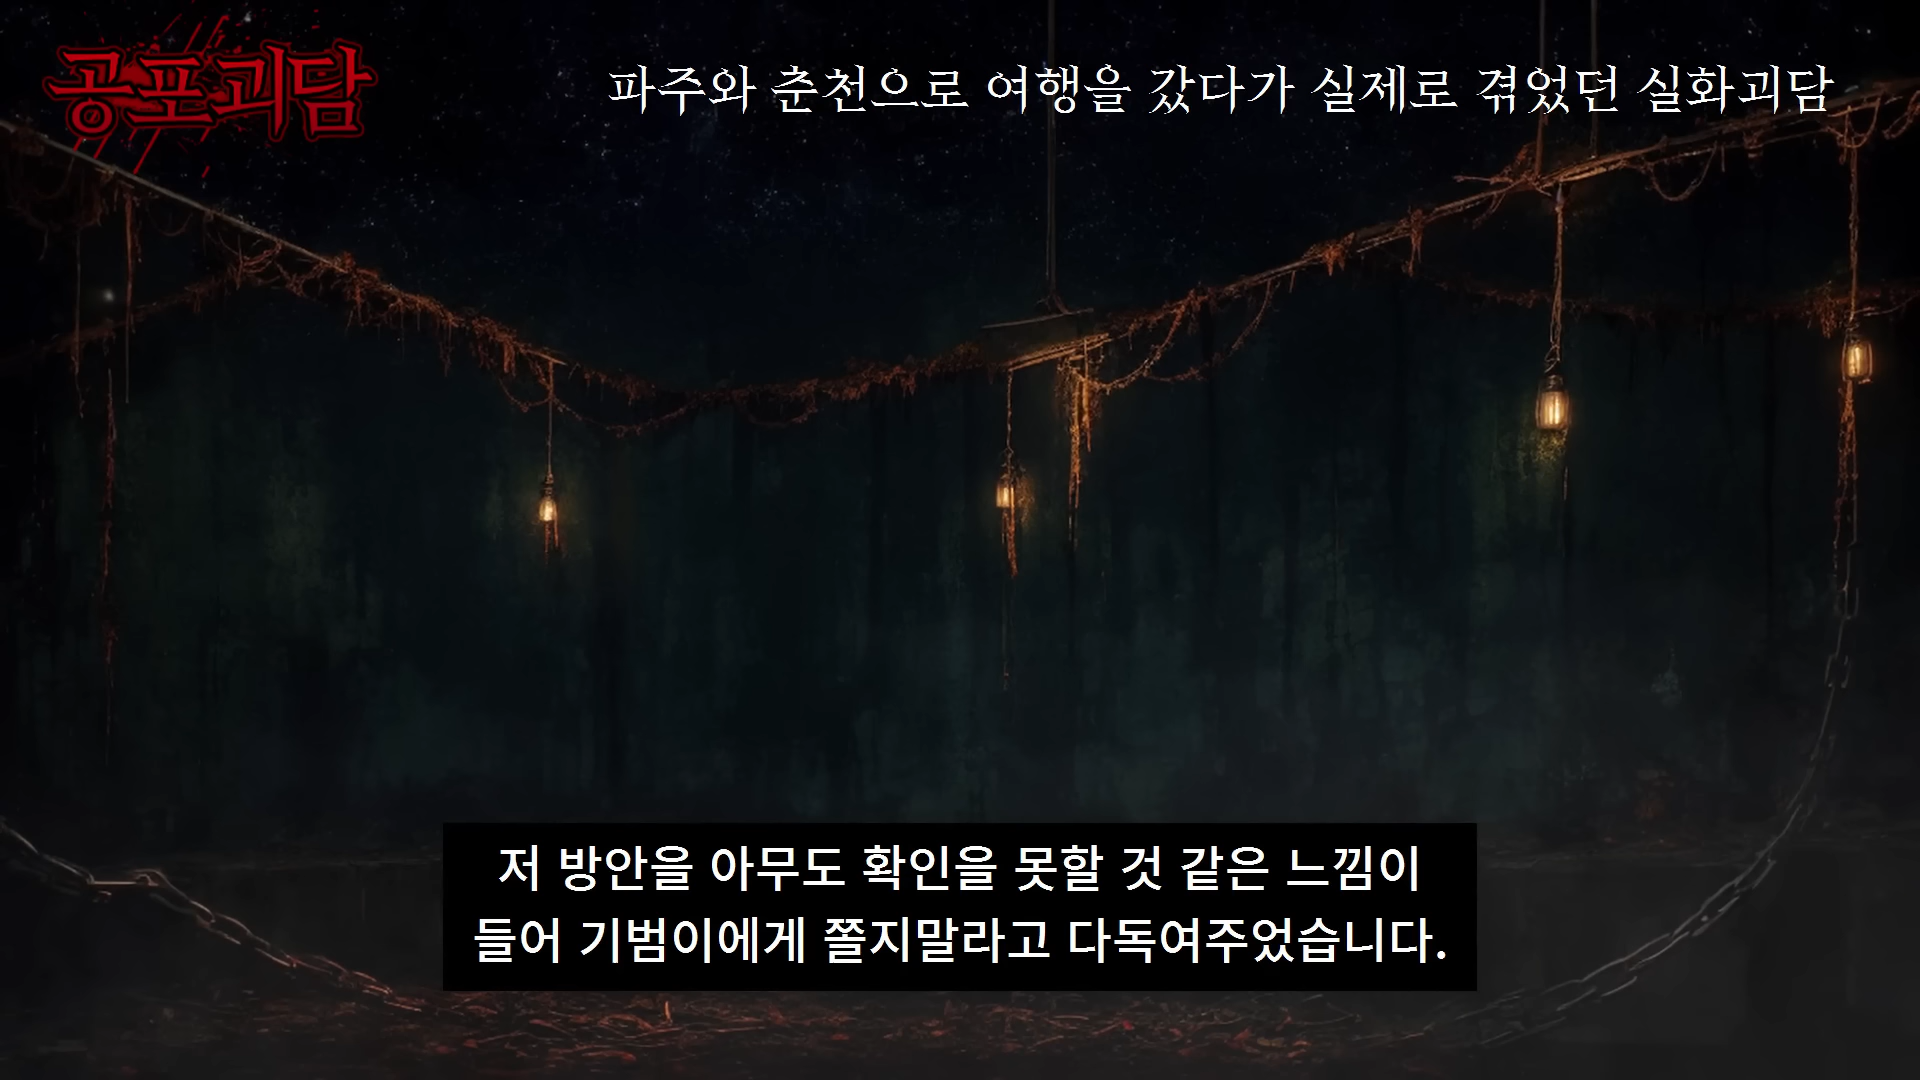 공포괴담
파주와 춘천으로 여행을 갔다가 실제로 겪었던 실화괴담
저 방안을 아무도 확인을 못할 것 같은 느낌이
들어 기범이에게 쫄지말라고 다독여주었습니다.